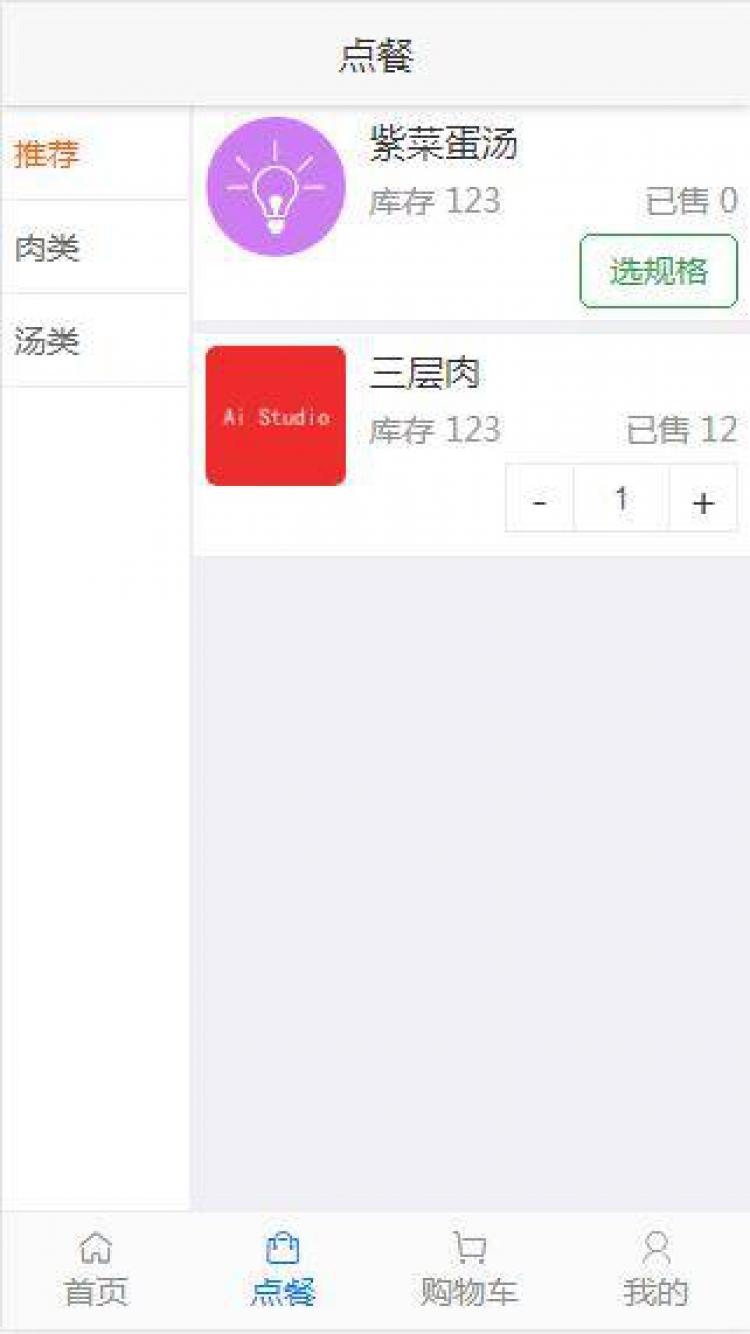 点餐
推荐
肉类
汤类
紫菜蛋汤
库存 123 已售 0
选规格
Ai Studio
三层肉
库存 123 已售 12
- 1 +
首页 点餐 购物车 我的